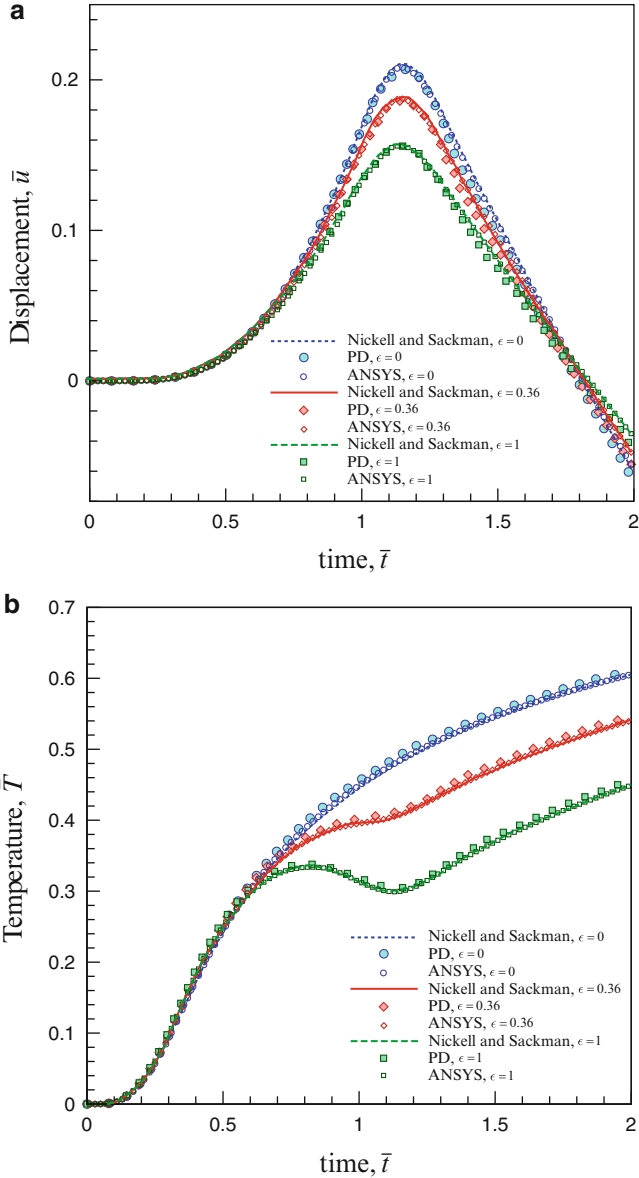 a
0.2
0.1
0
Displacement, ū
Nickell and Sackman, ϵ=0
PD, ϵ=0
ANSYS, ϵ=0
Nickell and Sackman, ϵ=0.36
PD, ϵ=0.36
ANSYS, ϵ=0.36
Nickell and Sackman, ϵ=1
PD, ϵ=1
ANSYS, ϵ=1
0 0.5 1 1.5 2
time, t̄
b
0.7
0.6
0.5
0.4
0.3
0.2
0.1
0
Temperature, T̄
Nickell and Sackman, ϵ=0
PD, ϵ=0
ANSYS, ϵ=0
Nickell and Sackman, ϵ=0.36
PD, ϵ=0.36
ANSYS, ϵ=0.36
Nickell and Sackman, ϵ=1
PD, ϵ=1
ANSYS, ϵ=1
0 0.5 1 1.5 2
time, t̄